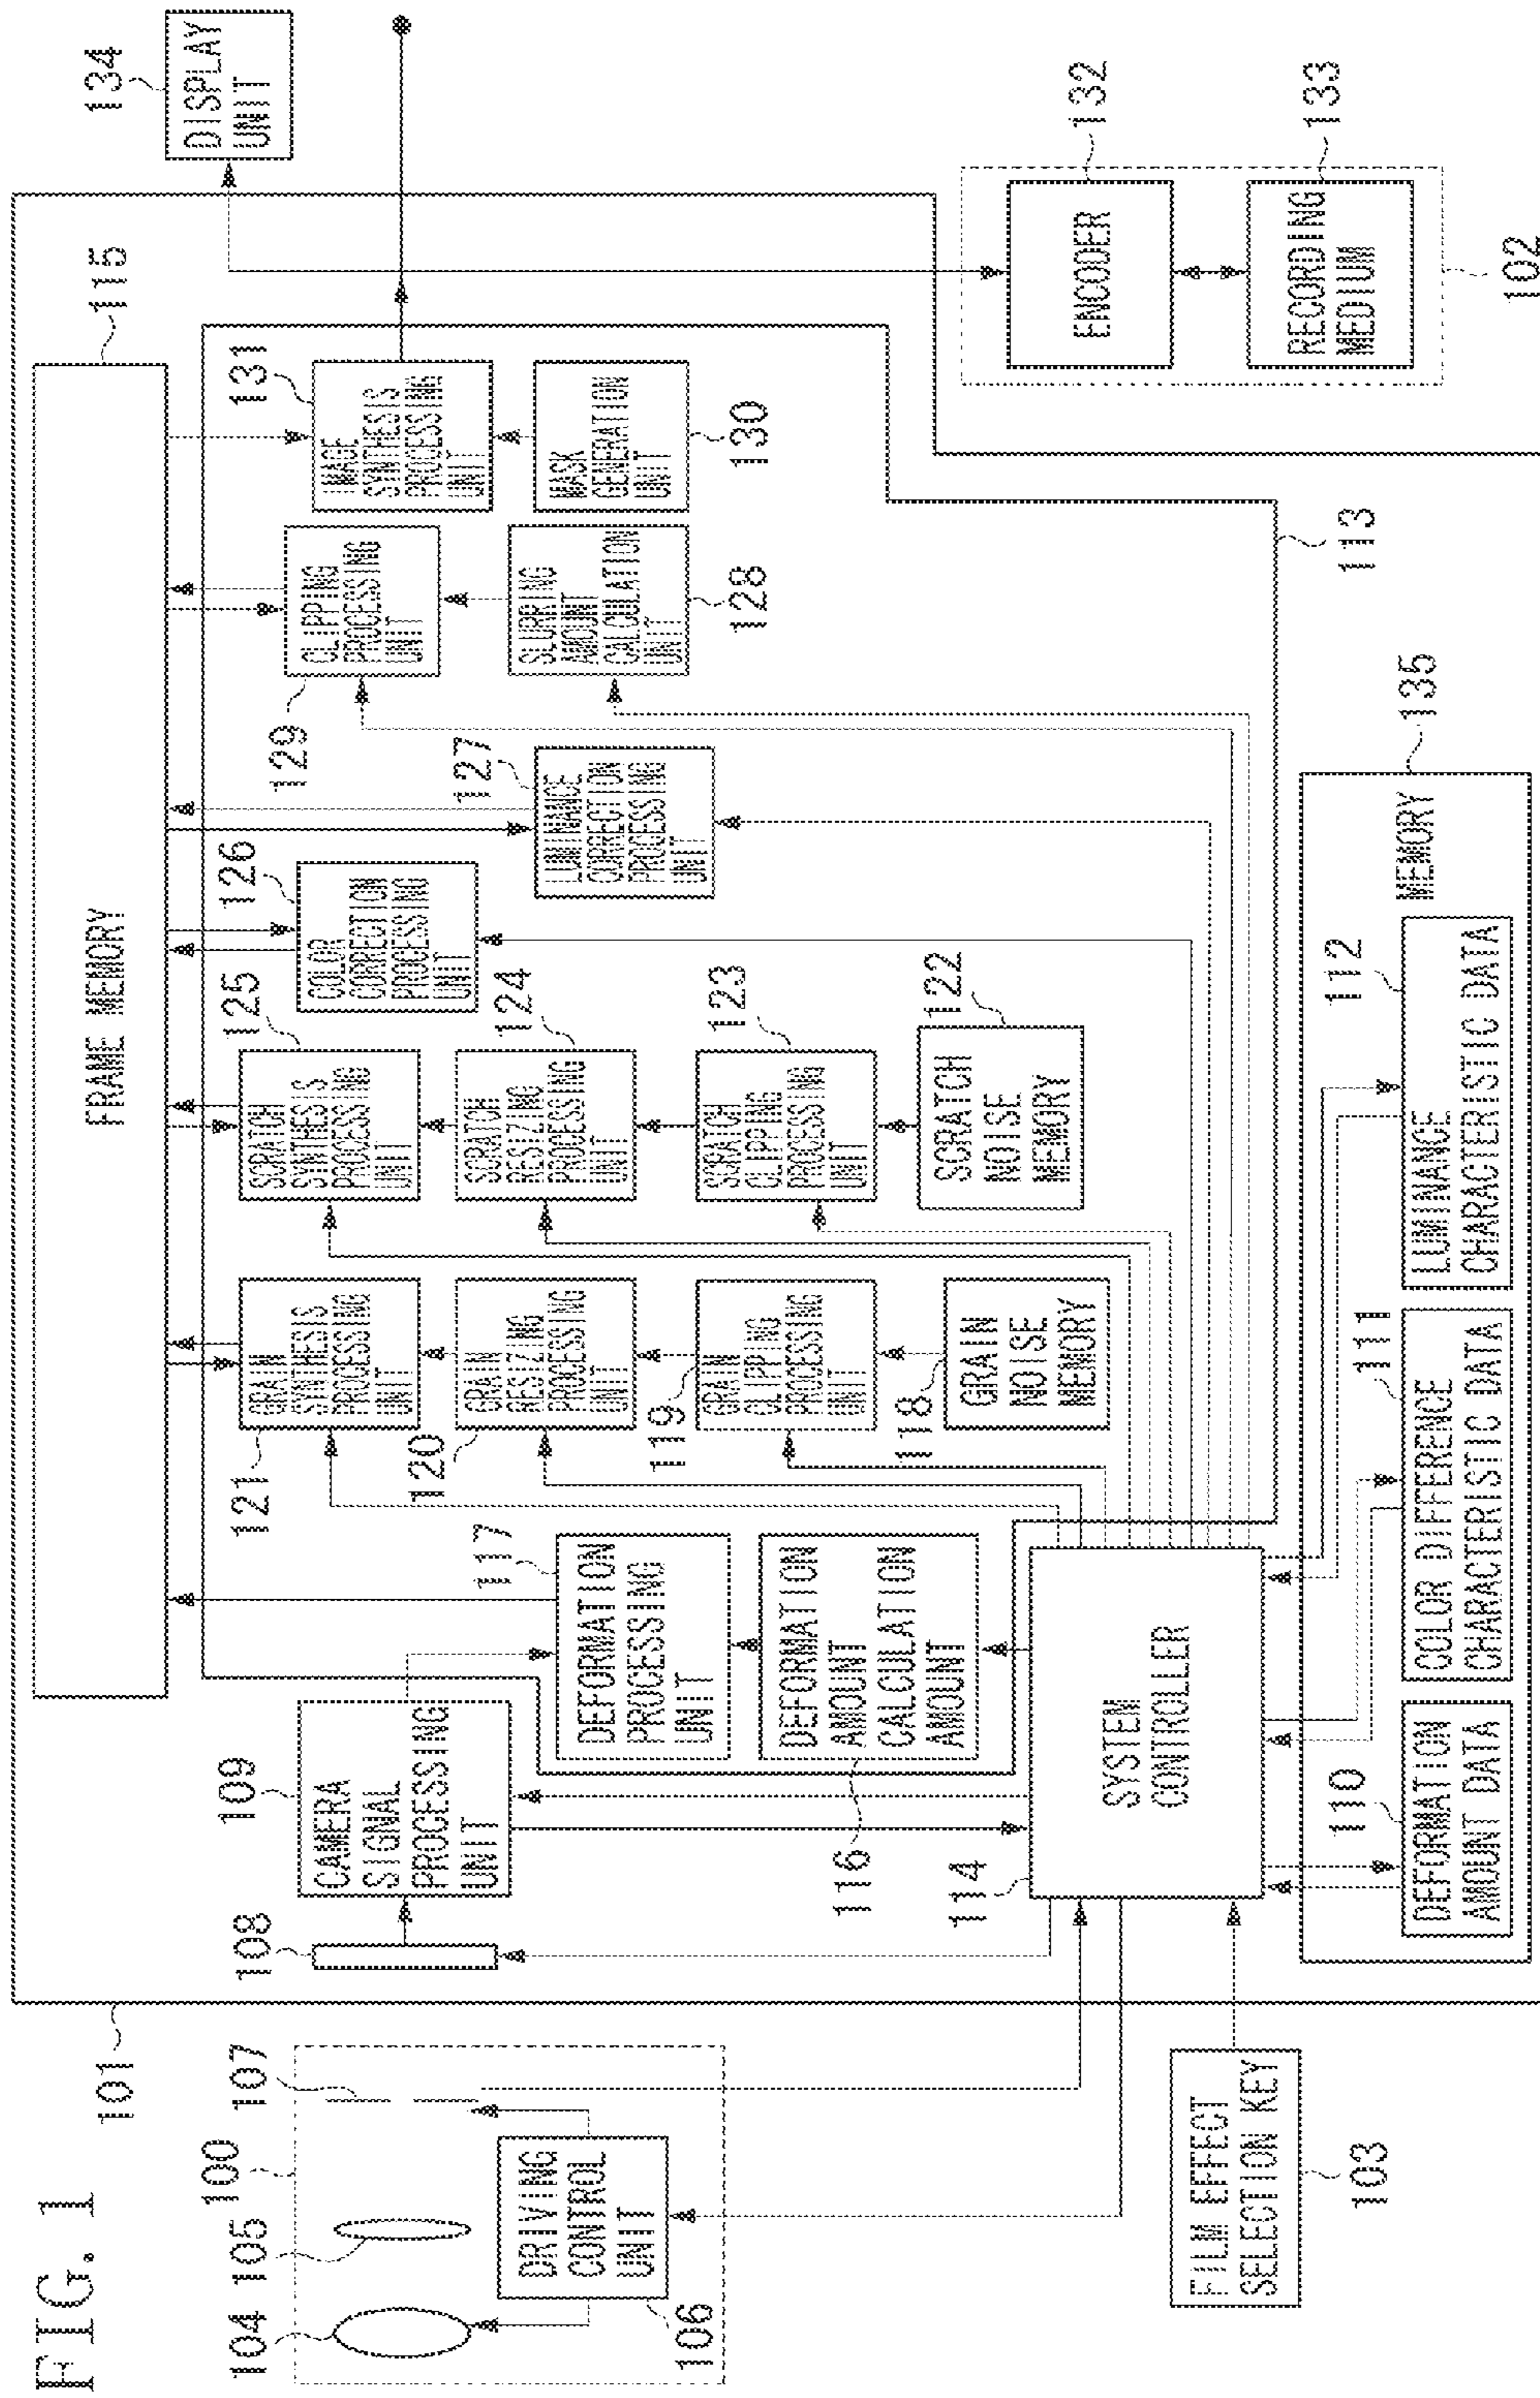 FIG. 1
101
100
104
105
107
DRIVING
CONTROL
UNIT
106
FILM EFFECT
SELECTION KEY
103
108
109
CAMERA
SIGNAL
PROCESSING
UNIT
FRAME MEMORY
115
117
DEFORMATION
PROCESSING
UNIT
DEFORMATION
AMOUNT
CALCULATION
AMOUNT
116
114
SYSTEM
CONTROLLER
121
GRAIN
SYNTHESIS
PROCESSING
UNIT
120
GRAIN
RESIZING
PROCESSING
UNIT
119
GRAIN
CLIPPING
PROCESSING
UNIT
118
GRAIN
NOISE
MEMORY
125
SCRATCH
SYNTHESIS
PROCESSING
UNIT
124
SCRATCH
RESIZING
PROCESSING
UNIT
123
SCRATCH
CLIPPING
PROCESSING
UNIT
122
SCRATCH
NOISE
MEMORY
126
COLOR
CORRECTION
PROCESSING
UNIT
127
LUMINANCE
CORRECTION
PROCESSING
UNIT
129
CLIPPING
PROCESSING
UNIT
SLURRING
AMOUNT
CALCULATION
UNIT
128
131
IMAGE
SYNTHESIS
PROCESSING
UNIT
MASK
GENERATION
UNIT
130
113
MEMORY
135
110
DEFORMATION
AMOUNT DATA
111
COLOR DIFFERENCE
CHARACTERISTIC DATA
112
LUMINANCE
CHARACTERISTIC DATA
134
DISPLAY
UNIT
132
ENCODER
133
RECORDING
MEDIUM
102